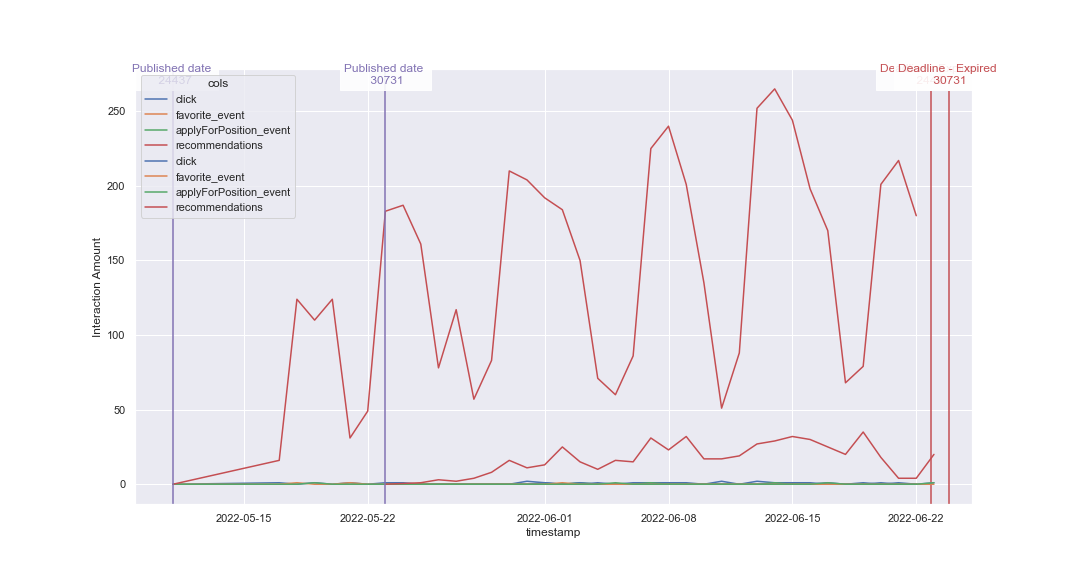 Published date
24437
Published date
30731
De Deadline - Expired
30731
cols
click
favorite_event
applyForPosition_event
recommendations
click
favorite_event
applyForPosition_event
recommendations
250
200
150
100
50
0
Interaction Amount
2022-05-15
2022-05-22
2022-06-01
2022-06-08
2022-06-15
2022-06-22
timestamp